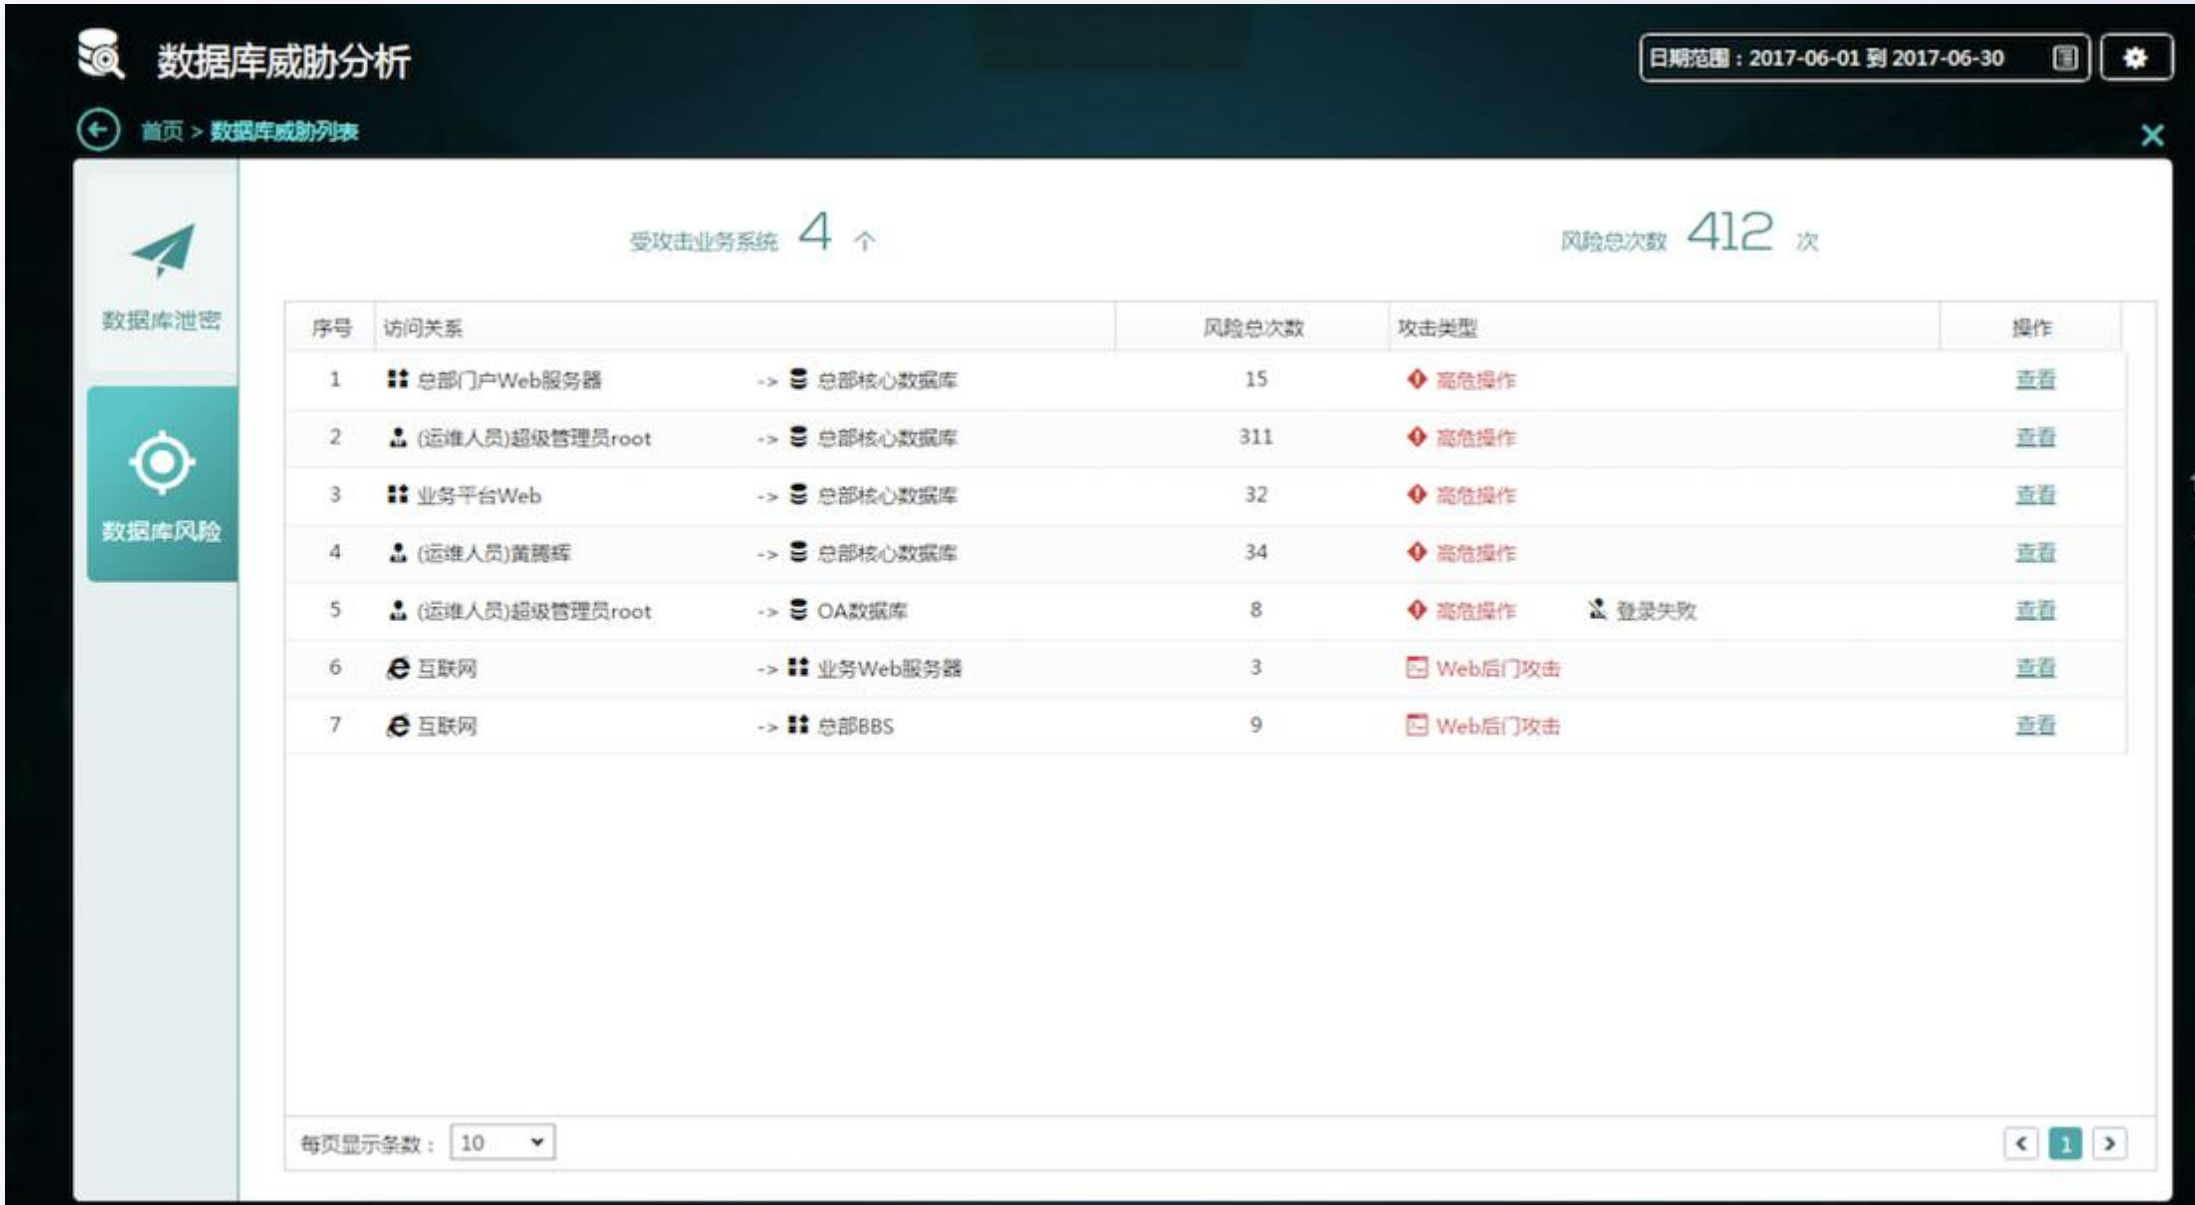 数据库威胁分析
日期范围：2017-06-01 到 2017-06-30
首页 > 数据库威胁列表
数据库泄密
数据库风险
受攻击业务系统 4 个
风险总次数 412 次
序号 访问关系 风险总次数 攻击类型 操作
1 总部门户Web服务器 -> 总部核心数据库 15 高危操作 查看
2 (运维人员)超级管理员root -> 总部核心数据库 311 高危操作 查看
3 业务平台Web -> 总部核心数据库 32 高危操作 查看
4 (运维人员)黄腾辉 -> 总部核心数据库 34 高危操作 查看
5 (运维人员)超级管理员root -> OA数据库 8 高危操作 登录失败 查看
6 互联网 -> 业务Web服务器 3 Web后门攻击 查看
7 互联网 -> 总部BBS 9 Web后门攻击 查看
每页显示条数： 10
< 1 >